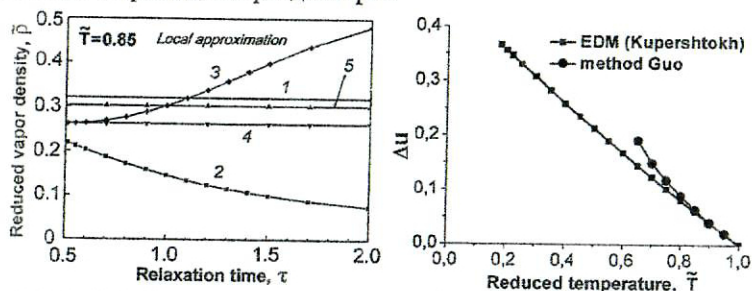 0.5
0.4
0.3
0.2
0.1
0
Reduced vapor density, ρ̃
T̃=0.85 Local approximation
3
1
5
4
2
0.5 1.0 1.5 2.0
Relaxation time, τ
0,4
0,3
0,2
0,1
0,0
Δu
EDM (Kupershtokh)
method Guo
0,0 0,2 0,4 0,6 0,8 1,0
Reduced temperature, T̃